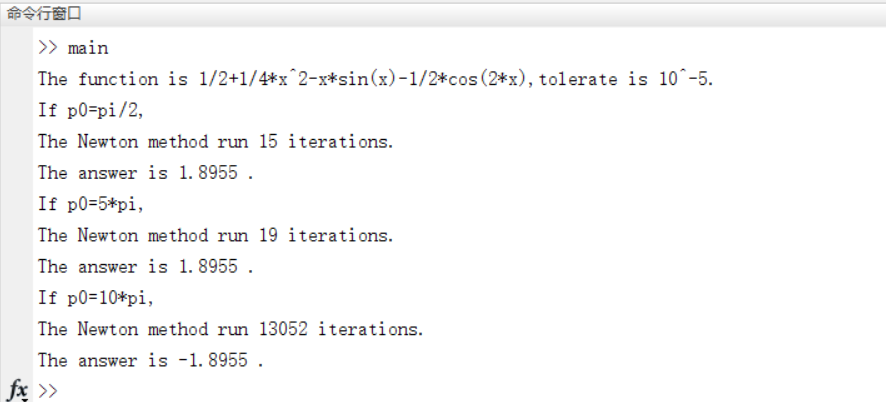 命令行窗口
>> main
The function is 1/2+1/4*x^2-x*sin(x)-1/2*cos(2*x),tolerate is 10^-5.
If p0=pi/2,
The Newton method run 15 iterations.
The answer is 1.8955 .
If p0=5*pi,
The Newton method run 19 iterations.
The answer is 1.8955 .
If p0=10*pi,
The Newton method run 13052 iterations.
The answer is -1.8955 .
fx >>